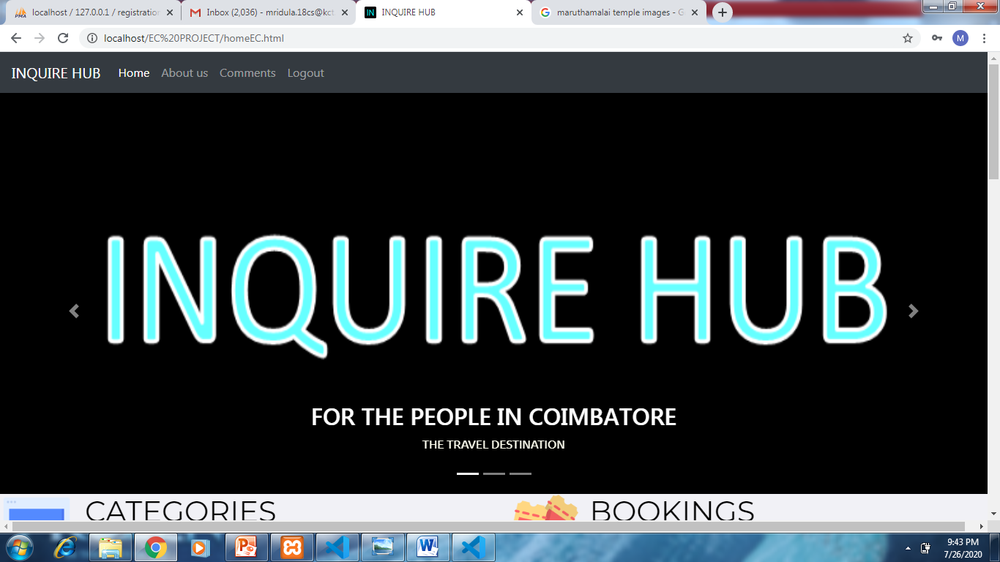 localhost / 127.0.0.1 / registration
Inbox (2,036) - mridula.18cs@kct
INQUIRE HUB
maruthamalai temple images - G
localhost/EC%20PROJECT/homeEC.html
M
INQUIRE HUB Home About us Comments Logout
INQUIRE HUB
FOR THE PEOPLE IN COIMBATORE
THE TRAVEL DESTINATION
CATEGORIES
BOOKINGS
9:43 PM
7/26/2020